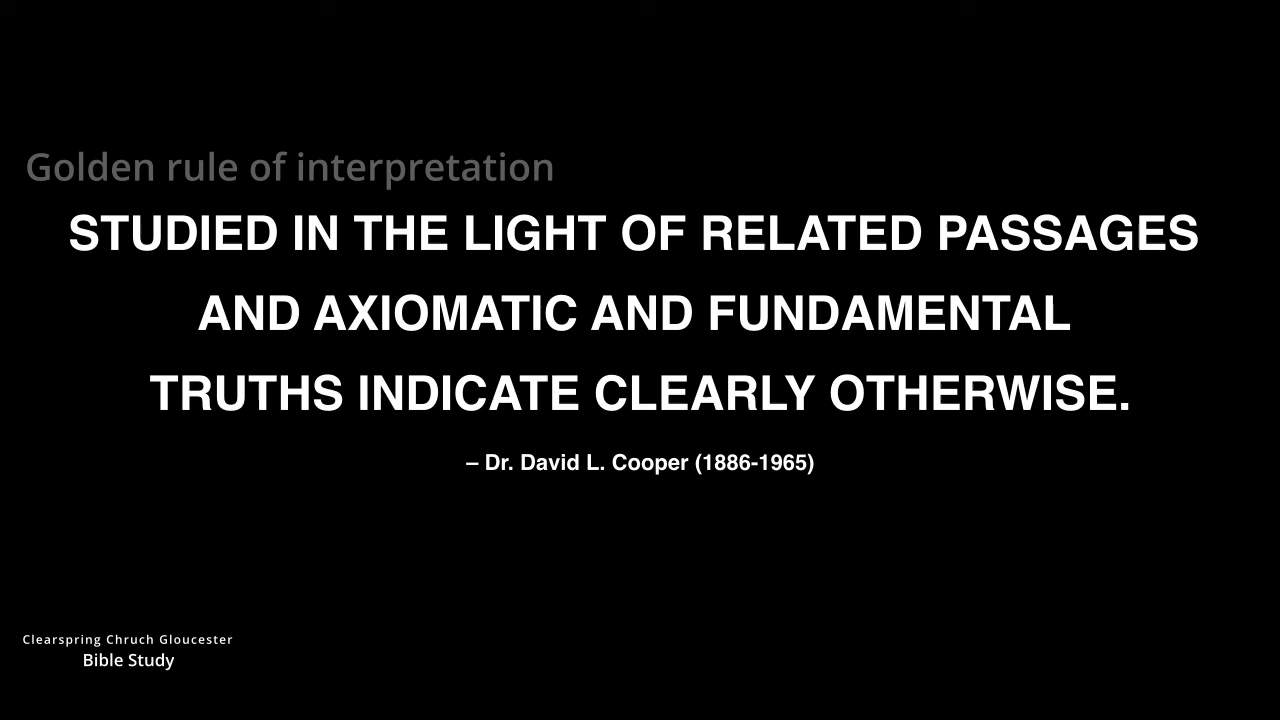 Golden rule of interpretation
STUDIED IN THE LIGHT OF RELATED PASSAGES
AND AXIOMATIC AND FUNDAMENTAL
TRUTHS INDICATE CLEARLY OTHERWISE.
– Dr. David L. Cooper (1886-1965)
Clearspring Chruch Gloucester
Bible Study